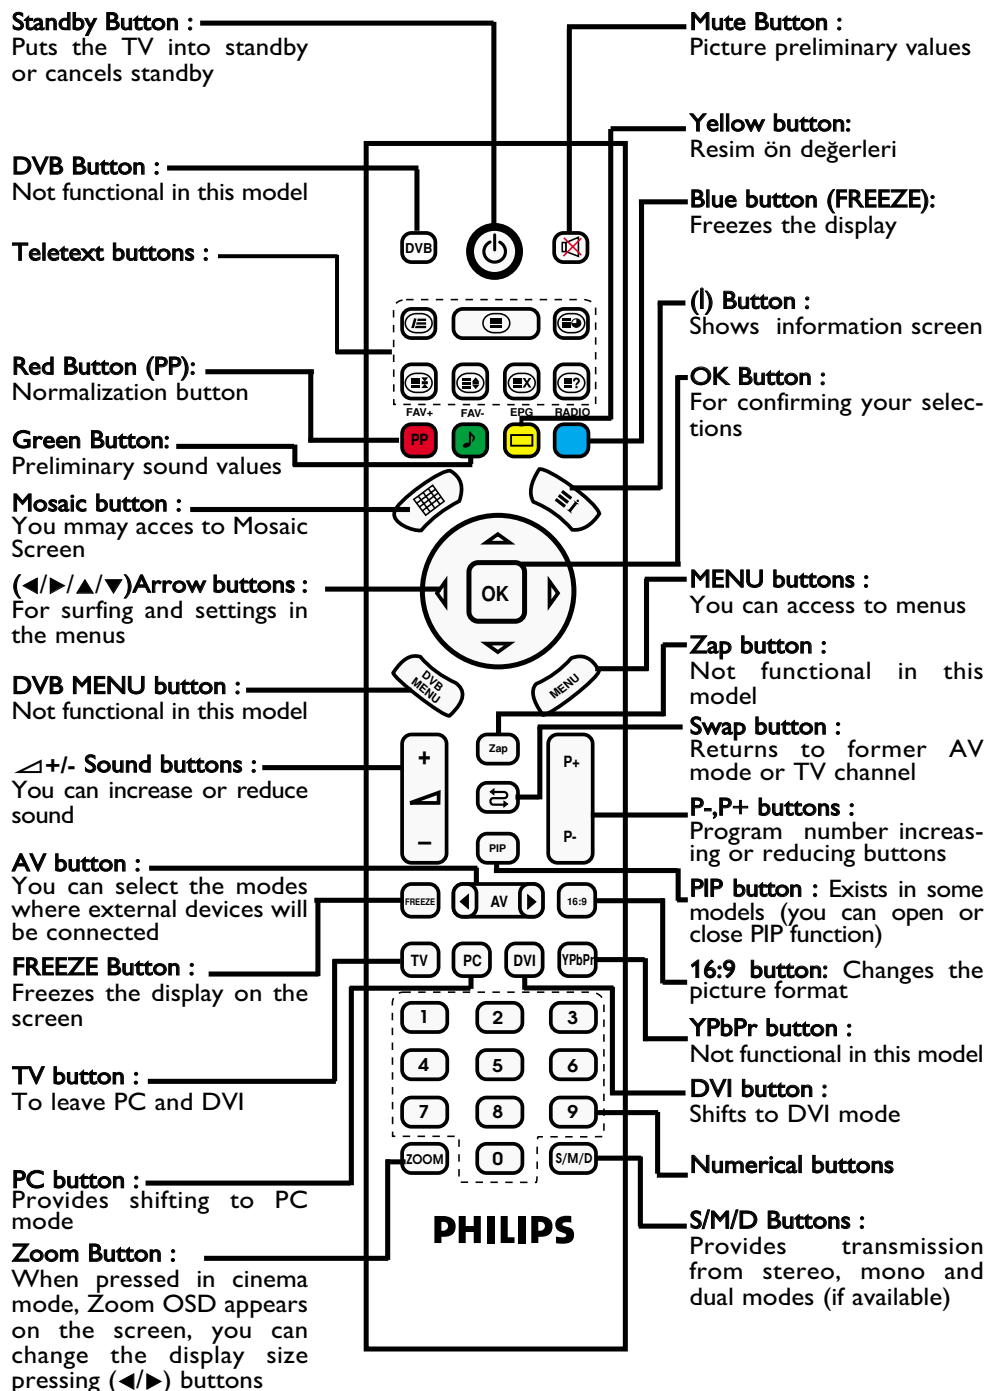 Standby Button :
Puts the TV into standby
or cancels standby
DVB Button :
Not functional in this model
Teletext buttons :
Red Button (PP):
Normalization button
Green Button:
Preliminary sound values
Mosaic button :
You mmay acces to Mosaic
Screen
(◄/►/▲/▼)Arrow buttons :
For surfing and settings in
the menus
DVB MENU button :
Not functional in this model
+/- Sound buttons :
You can increase or reduce
sound
AV button :
You can select the modes
where external devices will
be connected
FREEZE Button :
Freezes the display on the
screen
TV button :
To leave PC and DVI
PC button :
Provides shifting to PC
mode
Zoom Button :
When pressed in cinema
mode, Zoom OSD appears
on the screen, you can
change the display size
pressing (◄/►) buttons
DVB
FAV+ FAV- EPG RADIO
PP
i
OK
DVB
MENU
MENU
+
Zap
P+
–
PIP
P-
FREEZE AV 16:9
TV PC DVI YPbPr
1 2 3
4 5 6
7 8 9
ZOOM 0 S/M/D
PHILIPS
Mute Button :
Picture preliminary values
Yellow button:
Resim ön değerleri
Blue button (FREEZE):
Freezes the display
(I) Button :
Shows information screen
OK Button :
For confirming your selec-
tions
MENU buttons :
You can access to menus
Zap button :
Not functional in this
model
Swap button :
Returns to former AV
mode or TV channel
P-,P+ buttons :
Program number increas-
ing or reducing buttons
PIP button : Exists in some
models (you can open or
close PIP function)
16:9 button: Changes the
picture format
YPbPr button :
Not functional in this model
DVI button :
Shifts to DVI mode
Numerical buttons
S/M/D Buttons :
Provides transmission
from stereo, mono and
dual modes (if available)